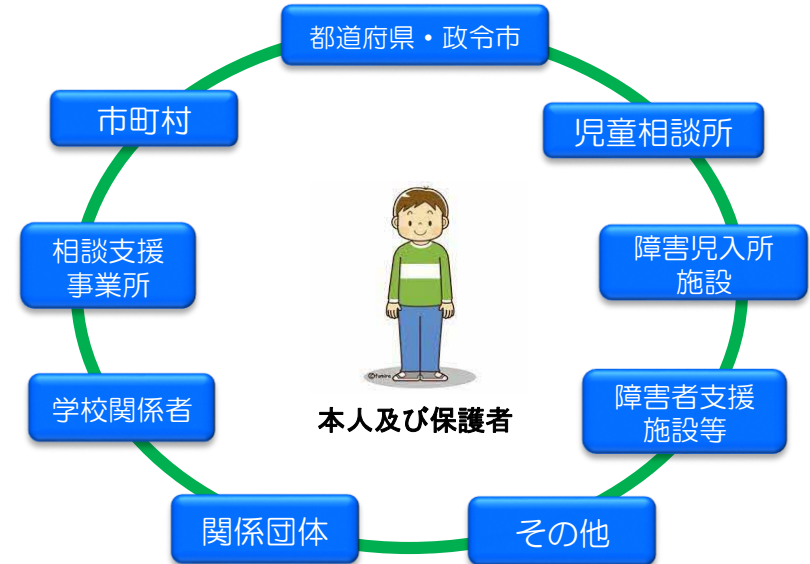 都道府県・政令市
市町村
児童相談所
相談支援
事業所
障害児入所
施設
学校関係者
障害者支援
施設等
本人及び保護者
関係団体
その他